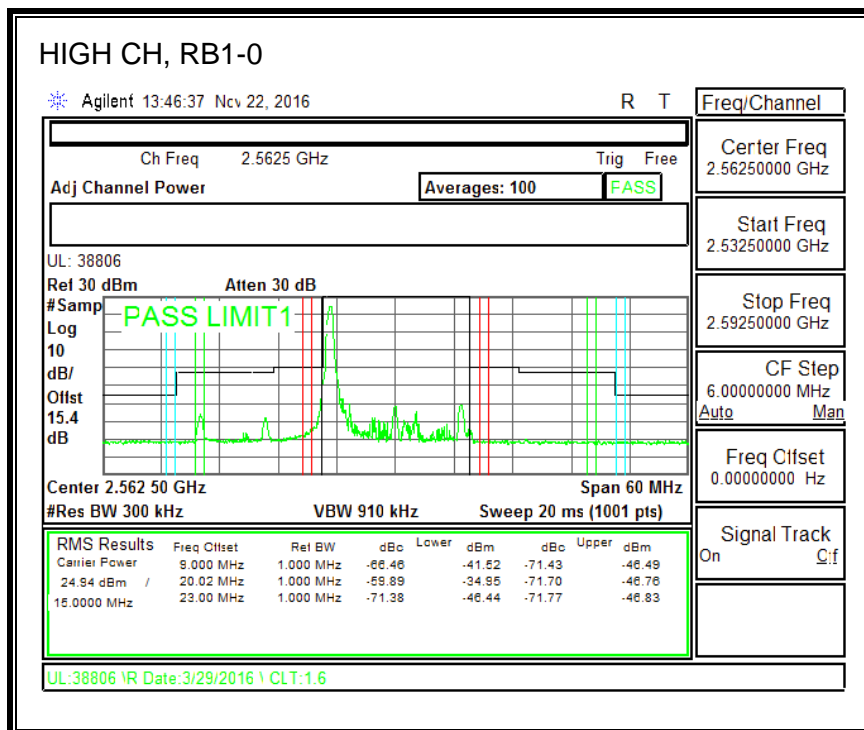 HIGH CH, RB1-0
Agilent 13:46:37 Nov 22, 2016 R T
Freq/Channel
Ch Freq 2.5625 GHz Trig Free
Adj Channel Power Averages: 100 PASS
Center Freq
2.56250000 GHz
Start Freq
2.53250000 GHz
UL: 38806
Ref 30 dBm Atten 30 dB
#Samp
Log
10
dB/
Offst
15.4
dB
PASS LIMIT1
Stop Freq
2.59250000 GHz
CF Step
6.00000000 MHz
Auto Man
Freq Offset
0.00000000 Hz
Center 2.562 50 GHz Span 60 MHz
#Res BW 300 kHz VBW 910 kHz Sweep 20 ms (1001 pts)
Signal Track
On Off
RMS Results Freq Offset Ref BW dBc Lower dBm dBc Upper dBm
Carrier Power 9.000 MHz 1.000 MHz -66.46 -41.52 -71.43 -46.49
24.94 dBm / 20.02 MHz 1.000 MHz -59.89 -34.95 -71.70 -46.76
15.0000 MHz 23.00 MHz 1.000 MHz -71.38 -46.44 -71.77 -46.83
UL:38806 \R Date:3/29/2016 \ CLT:1.6